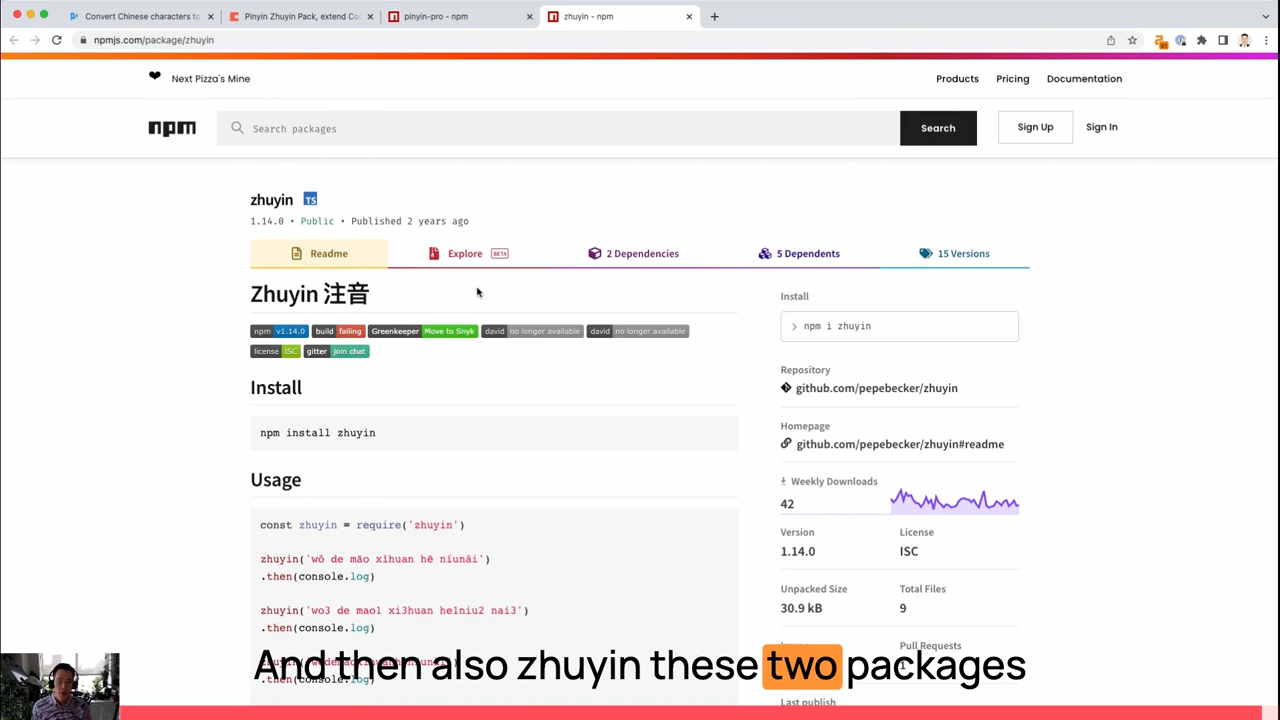 Convert Chinese characters to
Pinyin Zhuyin Pack, extend Co
pinyin-pro - npm
zhuyin - npm
npmjs.com/package/zhuyin
Next Pizza's Mine
Products
Pricing
Documentation
npm
Search packages
Search
Sign Up
Sign In
zhuyin TS
1.14.0 • Public • Published 2 years ago
Readme
Explore BETA
2 Dependencies
5 Dependents
15 Versions
Zhuyin 注音
npm v1.14.0 build failing Greenkeeper Move to Snyk david no longer available david no longer available
license ISC gitter join chat
Install
npm install zhuyin
Usage
const zhuyin = require('zhuyin')
zhuyin('wǒ de māo xǐhuan hē níunǎi')
.then(console.log)
zhuyin('wo3 de mao1 xi3huan he1niu2 nai3')
.then(console.log)
.then(console.log)
Install
npm i zhuyin
Repository
github.com/pepebecker/zhuyin
Homepage
github.com/pepebecker/zhuyin#readme
Weekly Downloads
42
Version
License
1.14.0
ISC
Unpacked Size
Total Files
30.9 kB
9
Pull Requests
Last publish
And then also zhuyin these two packages